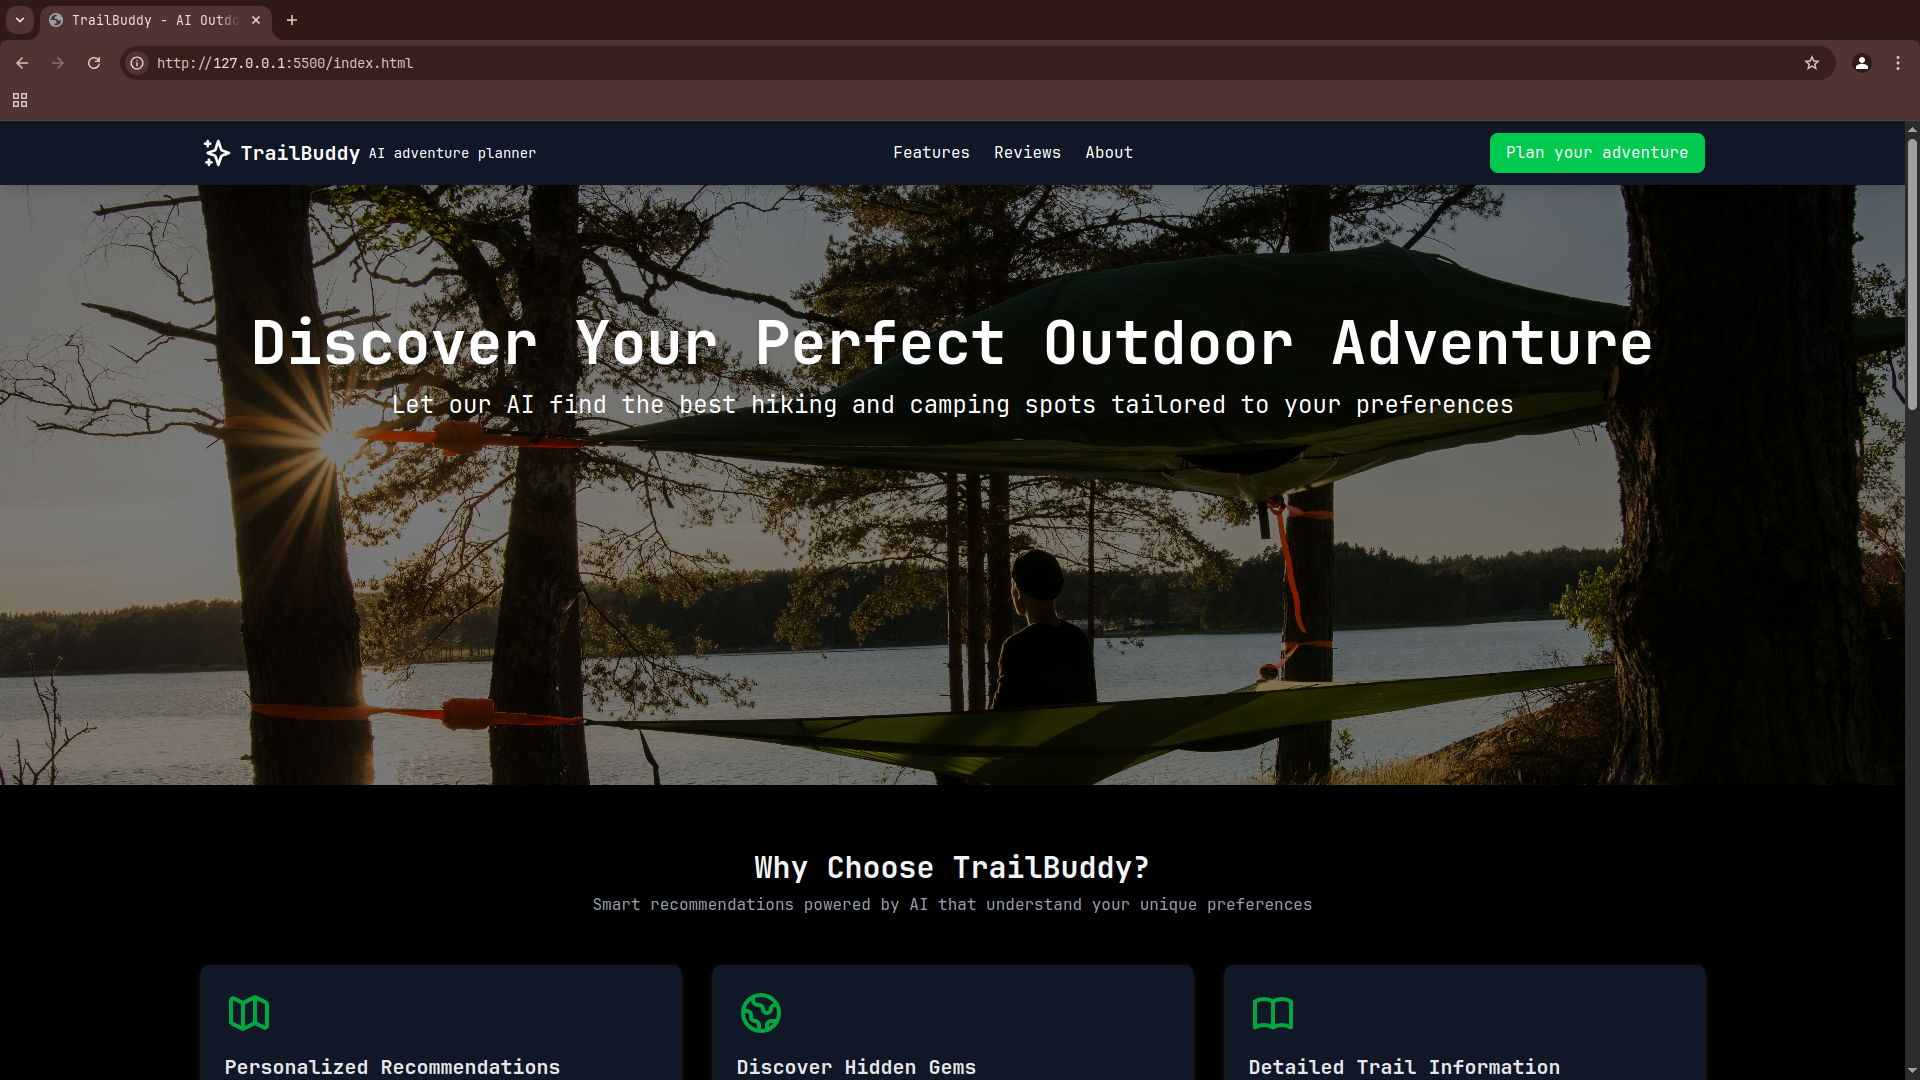 TrailBuddy - AI Outdo
http://127.0.0.1:5500/index.html
TrailBuddy AI adventure planner
Features Reviews About
Plan your adventure
Discover Your Perfect Outdoor Adventure
Let our AI find the best hiking and camping spots tailored to your preferences
Why Choose TrailBuddy?
Smart recommendations powered by AI that understand your unique preferences
Personalized Recommendations
Discover Hidden Gems
Detailed Trail Information